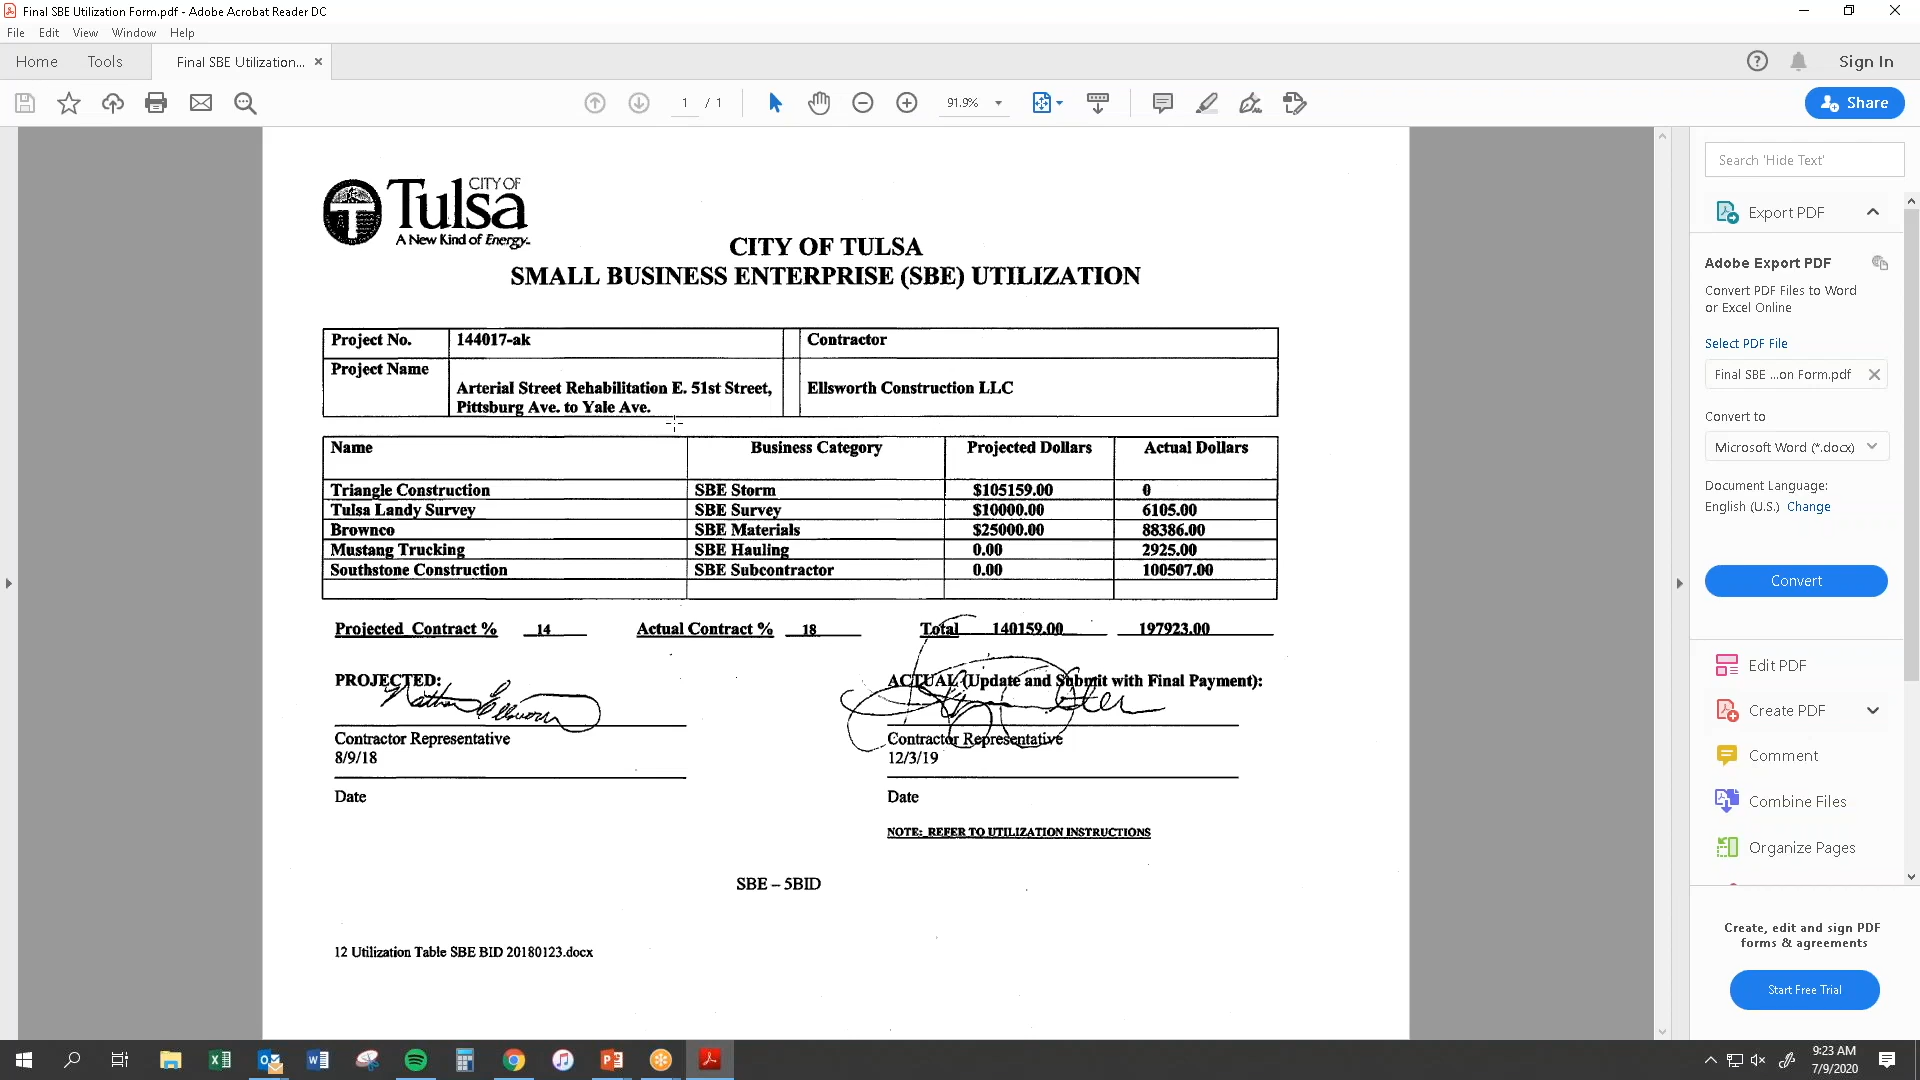 Final SBE Utilization Form.pdf - Adobe Acrobat Reader DC
File Edit View Window Help
Home Tools Final SBE Utilization... × Sign In
1 / 1 91.9% Share
CITY OF
Tulsa
A New Kind of Energy.
CITY OF TULSA
SMALL BUSINESS ENTERPRISE (SBE) UTILIZATION
Project No. 144017-ak Contractor
Project Name
Arterial Street Rehabilitation E. 51st Street, Ellsworth Construction LLC
Pittsburg Ave. to Yale Ave.
Name Business Category Projected Dollars Actual Dollars
Triangle Construction SBE Storm $105159.00 0
Tulsa Landy Survey SBE Survey $10000.00 6105.00
Brownco SBE Materials $25000.00 88386.00
Mustang Trucking SBE Hauling 0.00 2925.00
Southstone Construction SBE Subcontractor 0.00 100507.00
Projected Contract % 14 Actual Contract % 18 Total 140159.00 197923.00
PROJECTED: ACTUAL (Update and Submit with Final Payment):
Nathan Ellsworth
Contractor Representative Contractor Representative
8/9/18 12/3/19
Date Date
NOTE: REFER TO UTILIZATION INSTRUCTIONS
SBE – 5BID
12 Utilization Table SBE BID 20180123.docx
Search 'Hide Text'
Export PDF
Adobe Export PDF
Convert PDF Files to Word
or Excel Online
Select PDF File
Final SBE ...on Form.pdf
Convert to
Microsoft Word (*.docx)
Document Language:
English (U.S.) Change
Convert
Edit PDF
Create PDF
Comment
Combine Files
Organize Pages
Create, edit and sign PDF
forms & agreements
Start Free Trial
9:23 AM
7/9/2020